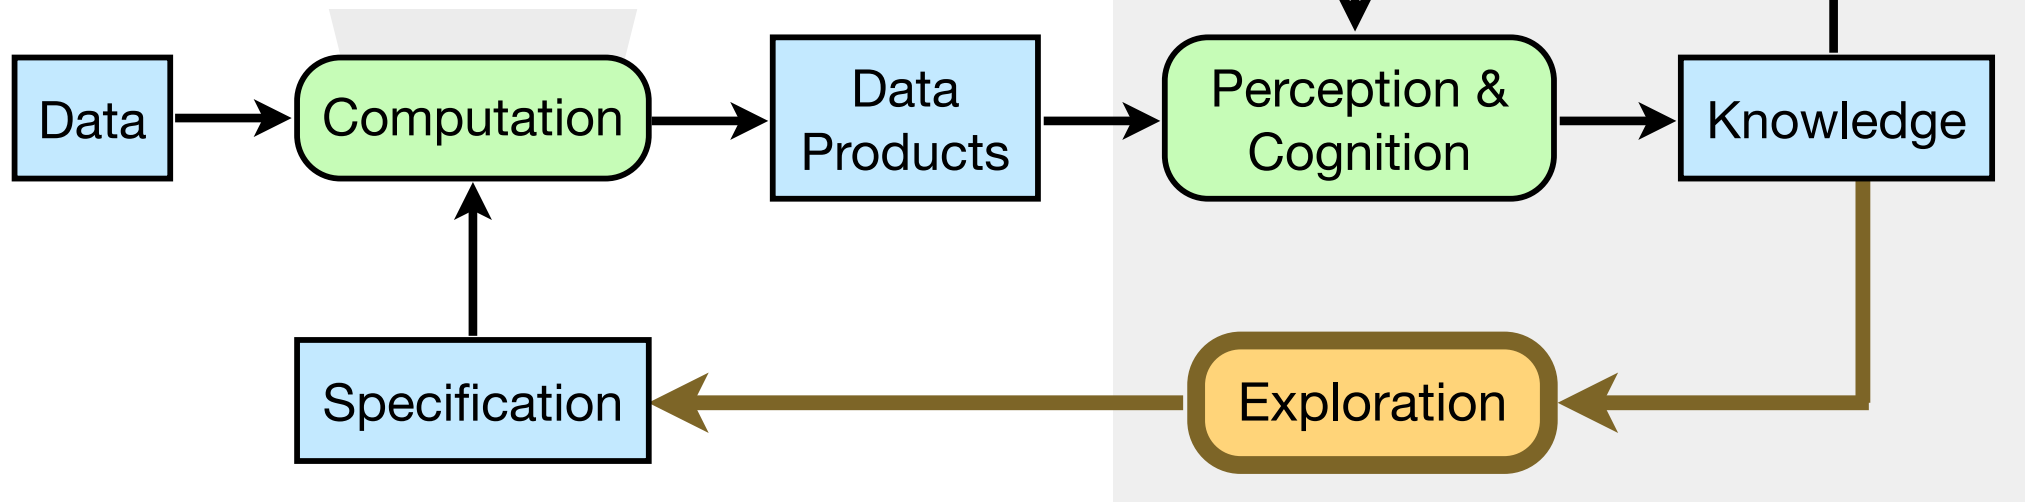 Data
Computation
Data
Products
Perception &
Cognition
Knowledge
Specification
Exploration